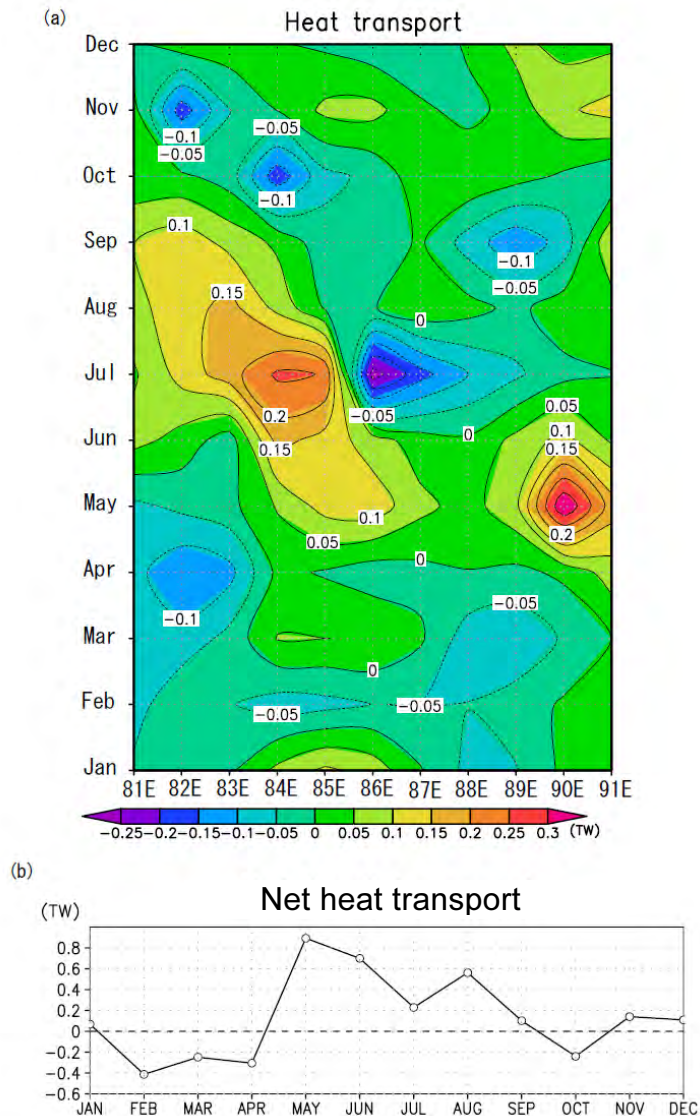 (a)
Heat transport
Dec
Nov
Oct
Sep
Aug
Jul
Jun
May
Apr
Mar
Feb
Jan
-0.05
-0.1
-0.05
-0.1
0.1
-0.1
-0.05
0.15
0
0.2
-0.05
0.05
0.1
0.15
0
0.15
0.1
0.2
0.05
0
-0.05
-0.1
0
-0.05
-0.05
81E 82E 83E 84E 85E 86E 87E 88E 89E 90E 91E
-0.25 -0.2 -0.15 -0.1 -0.05 0 0.05 0.1 0.15 0.2 0.25 0.3 (TW)
(b)
Net heat transport
(TW)
0.8
0.6
0.4
0.2
0
-0.2
-0.4
-0.6
JAN FEB MAR APR MAY JUN JUL AUG SEP OCT NOV DEC